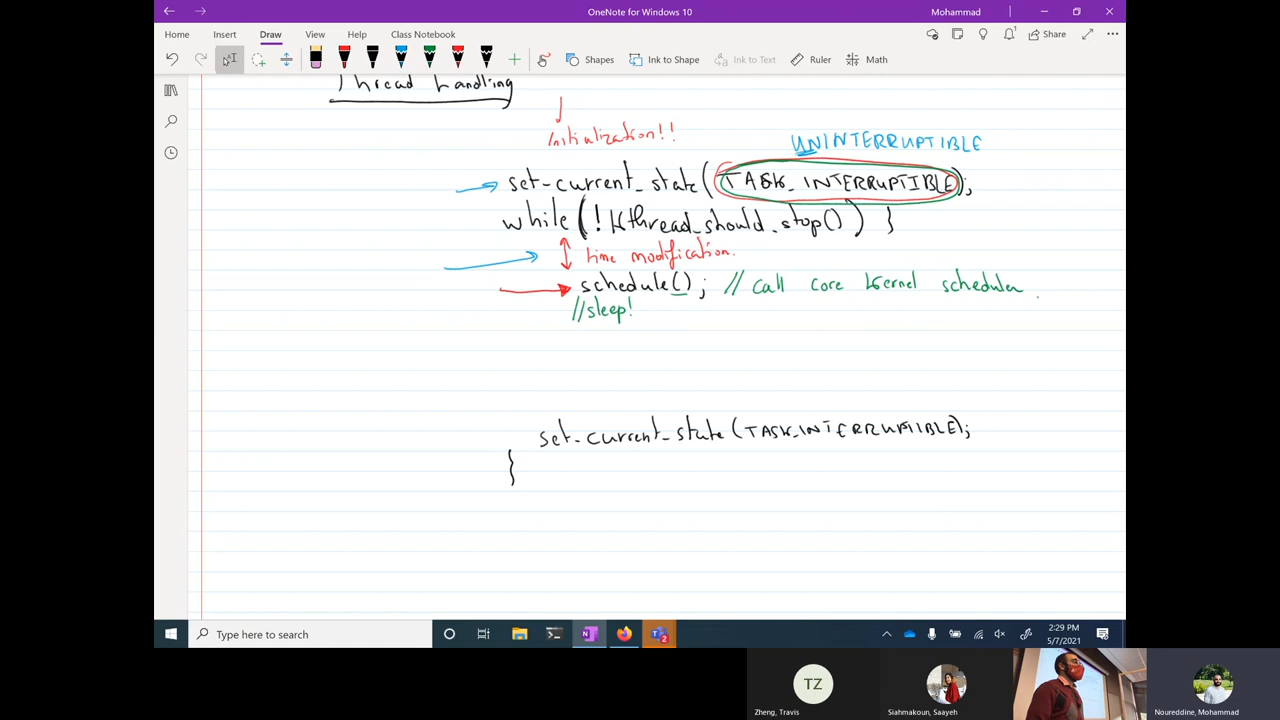 OneNote for Windows 10
Mohammad
Home
Insert
Draw
View
Help
Class Notebook
Share
Shapes
Ink to Shape
Ink to Text
Ruler
Math
Thread handling
Initialization!!
UNINTERRUPTIBLE
set_current_state(TASK_INTERRUPTIBLE);
while(!kthread_should_stop()) {
time modification.
schedule(); // call core kernel scheduler
//sleep!
set_current_state(TASK_INTERRUPTIBLE);
}
Type here to search
2:29 PM
5/7/2021
2
TZ
Zheng, Travis
Siahmakoun, Saayeh
Noureddine, Mohammad